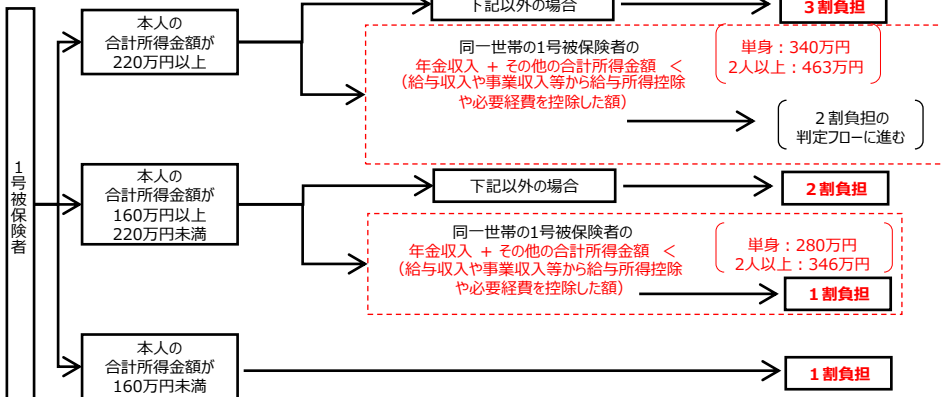 1号被保険者
本人の
合計所得金額が
220万円以上
下記以外の場合
3割負担
同一世帯の1号被保険者の
年金収入 + その他の合計所得金額 <
(給与収入や事業収入等から給与所得控除
や必要経費を控除した額)
単身：340万円
2人以上：463万円
2割負担の
判定フローに進む
本人の
合計所得金額が
160万円以上
220万円未満
下記以外の場合
2割負担
同一世帯の1号被保険者の
年金収入 + その他の合計所得金額 <
(給与収入や事業収入等から給与所得控除
や必要経費を控除した額)
単身：280万円
2人以上：346万円
1割負担
本人の
合計所得金額が
160万円未満
1割負担